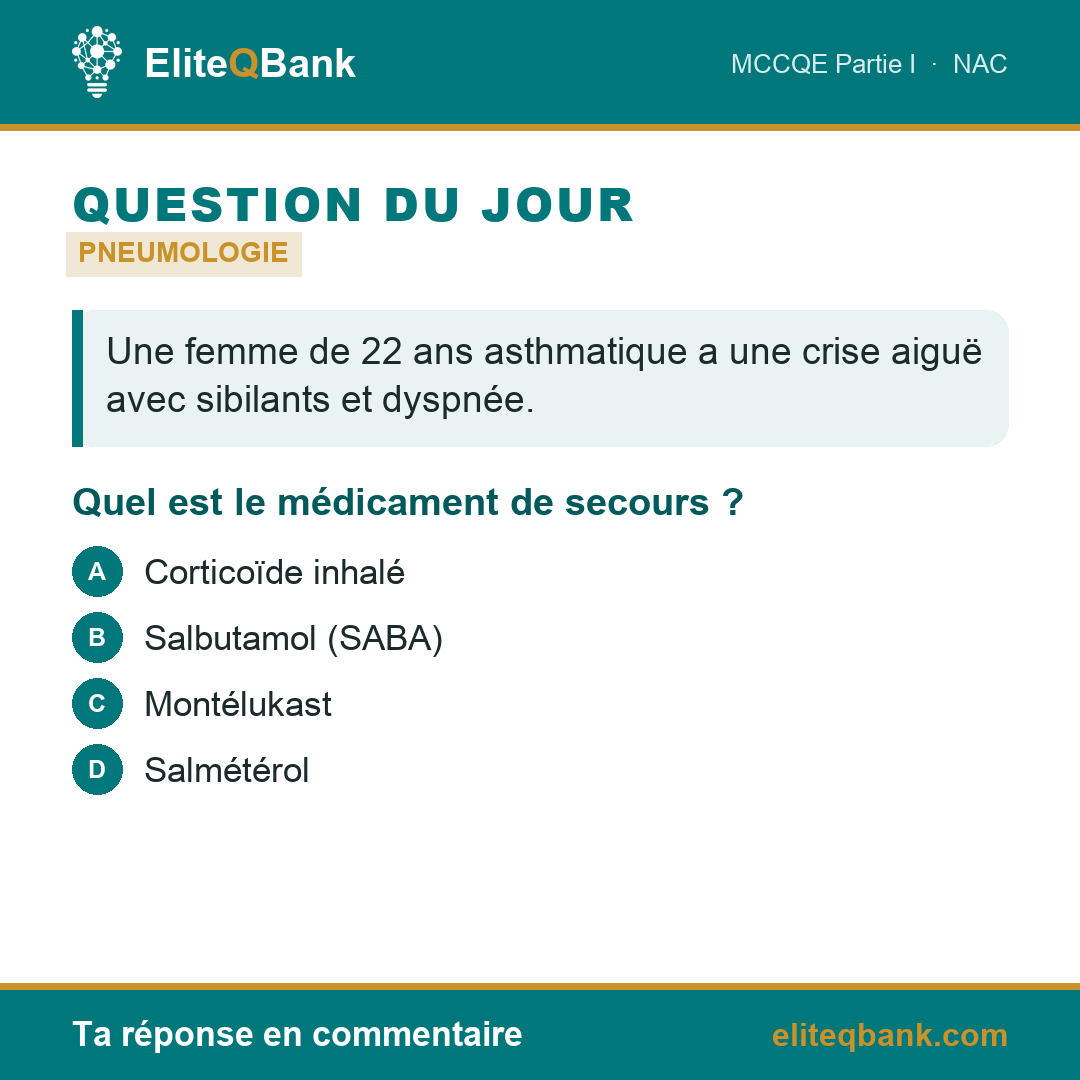 EliteQBank
MCCQE Partie I · NAC
QUESTION DU JOUR
PNEUMOLOGIE
Une femme de 22 ans asthmatique a une crise aiguë
avec sibilants et dyspnée.
Quel est le médicament de secours ?
A Corticoïde inhalé
B Salbutamol (SABA)
C Montélukast
D Salmétérol
Ta réponse en commentaire
eliteqbank.com